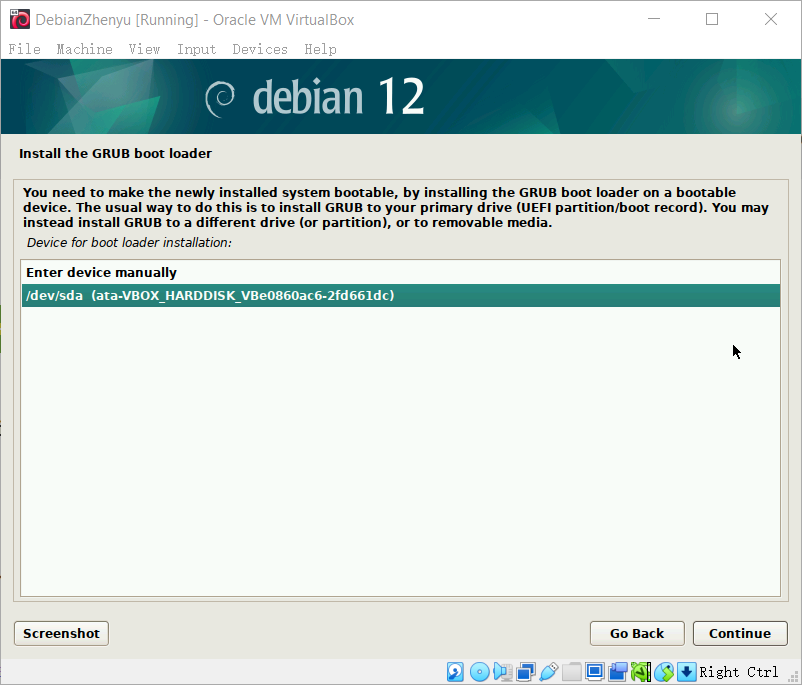 DebianZhenyu [Running] - Oracle VM VirtualBox
File Machine View Input Devices Help
debian 12
Install the GRUB boot loader
You need to make the newly installed system bootable, by installing the GRUB boot loader on a bootable
device. The usual way to do this is to install GRUB to your primary drive (UEFI partition/boot record). You may
instead install GRUB to a different drive (or partition), or to removable media.
Device for boot loader installation:
Enter device manually
/dev/sda (ata-VBOX_HARDDISK_VBe0860ac6-2fd661dc)
Screenshot
Go Back
Continue
Right Ctrl